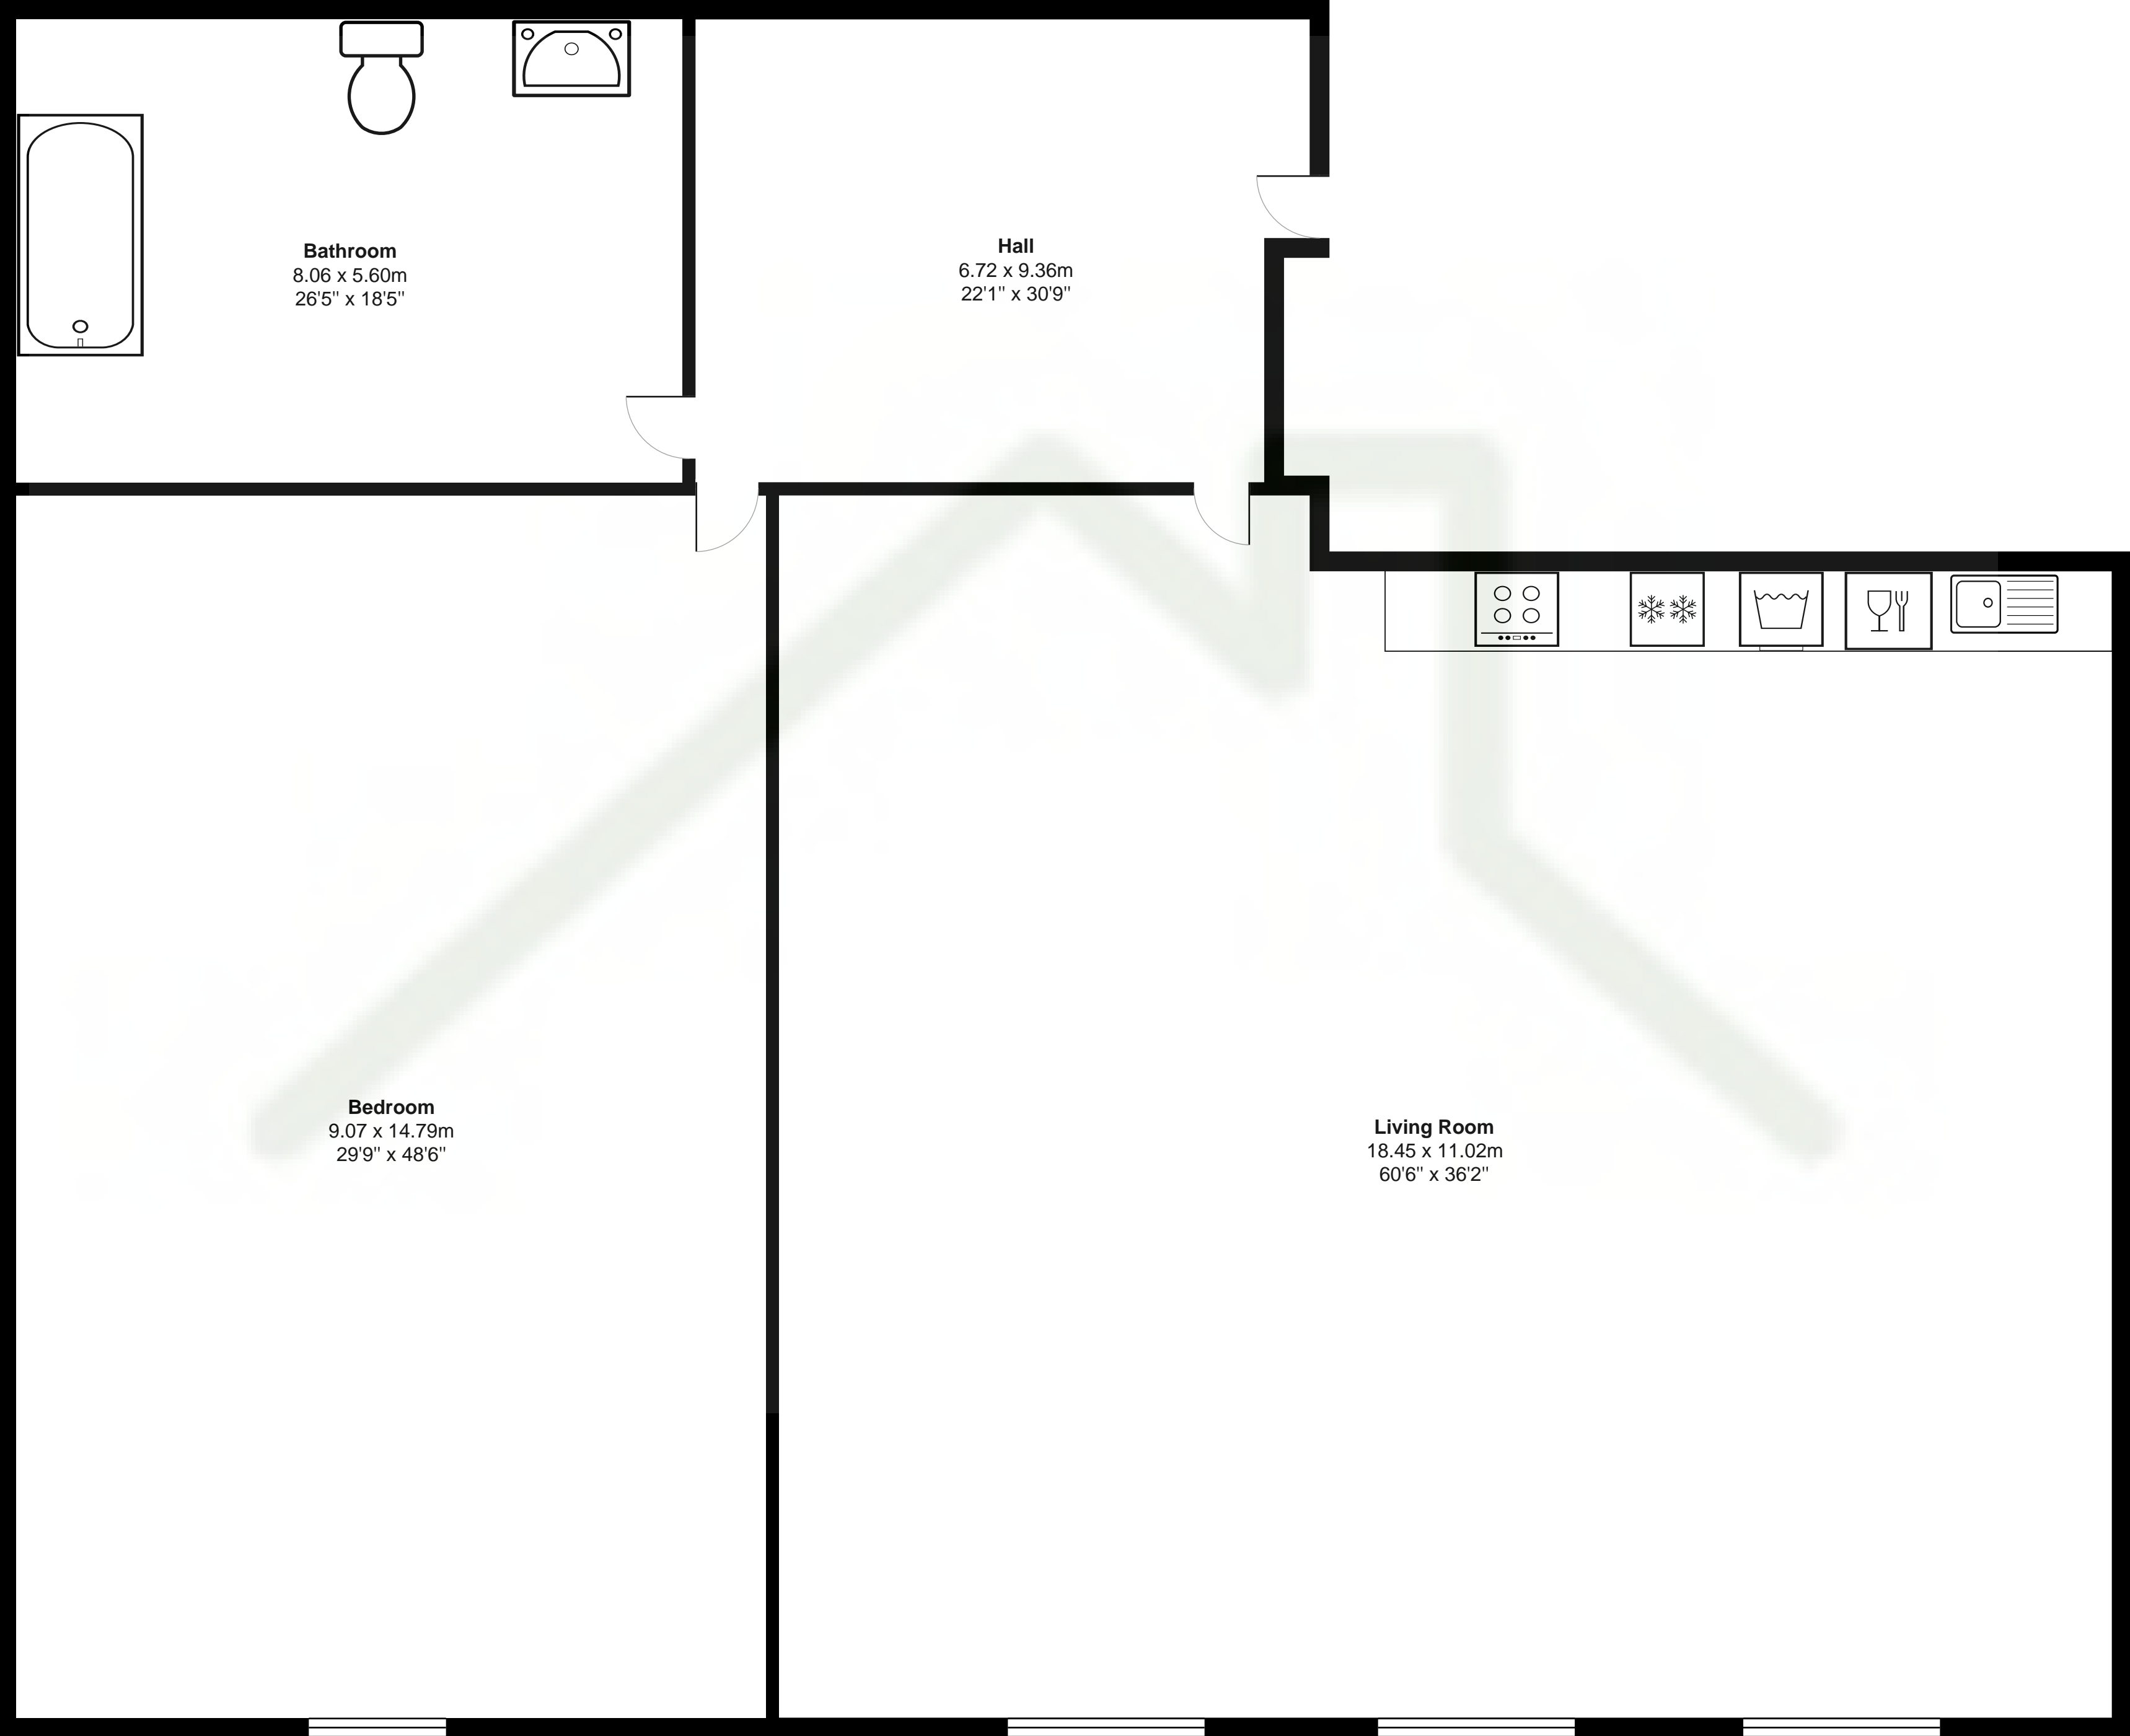 Bathroom
8.06 x 5.60m
26'5" x 18'5"
Hall
6.72 x 9.36m
22'1" x 30'9"
Bedroom
9.07 x 14.79m
29'9" x 48'6"
Living Room
18.45 x 11.02m
60'6" x 36'2"